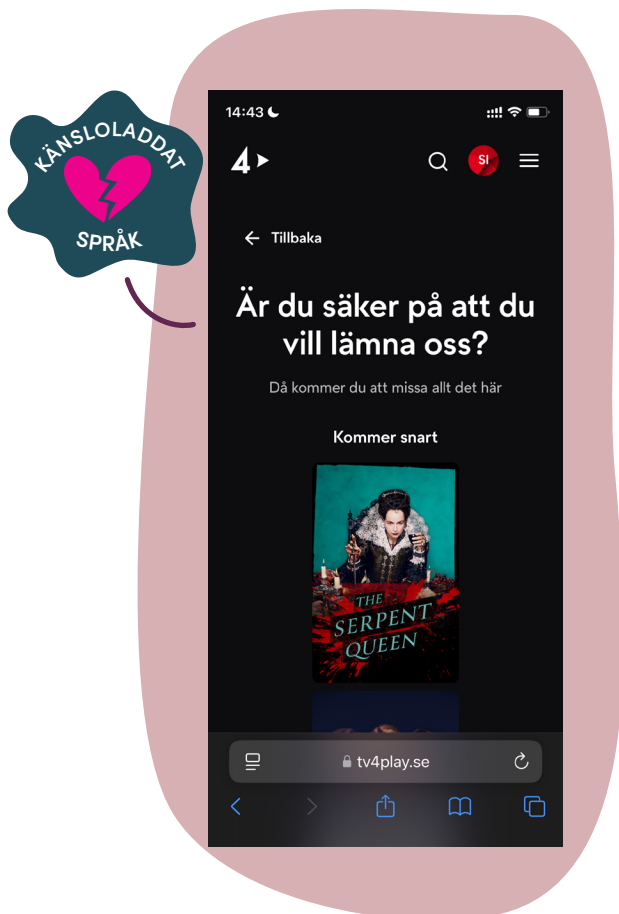 KÄNSLOLADDAT
SPRÅK
14:43
4
SI
Tillbaka
Är du säker på att du
vill lämna oss?
Då kommer du att missa allt det här
Kommer snart
THE
SERPENT
QUEEN
tv4play.se